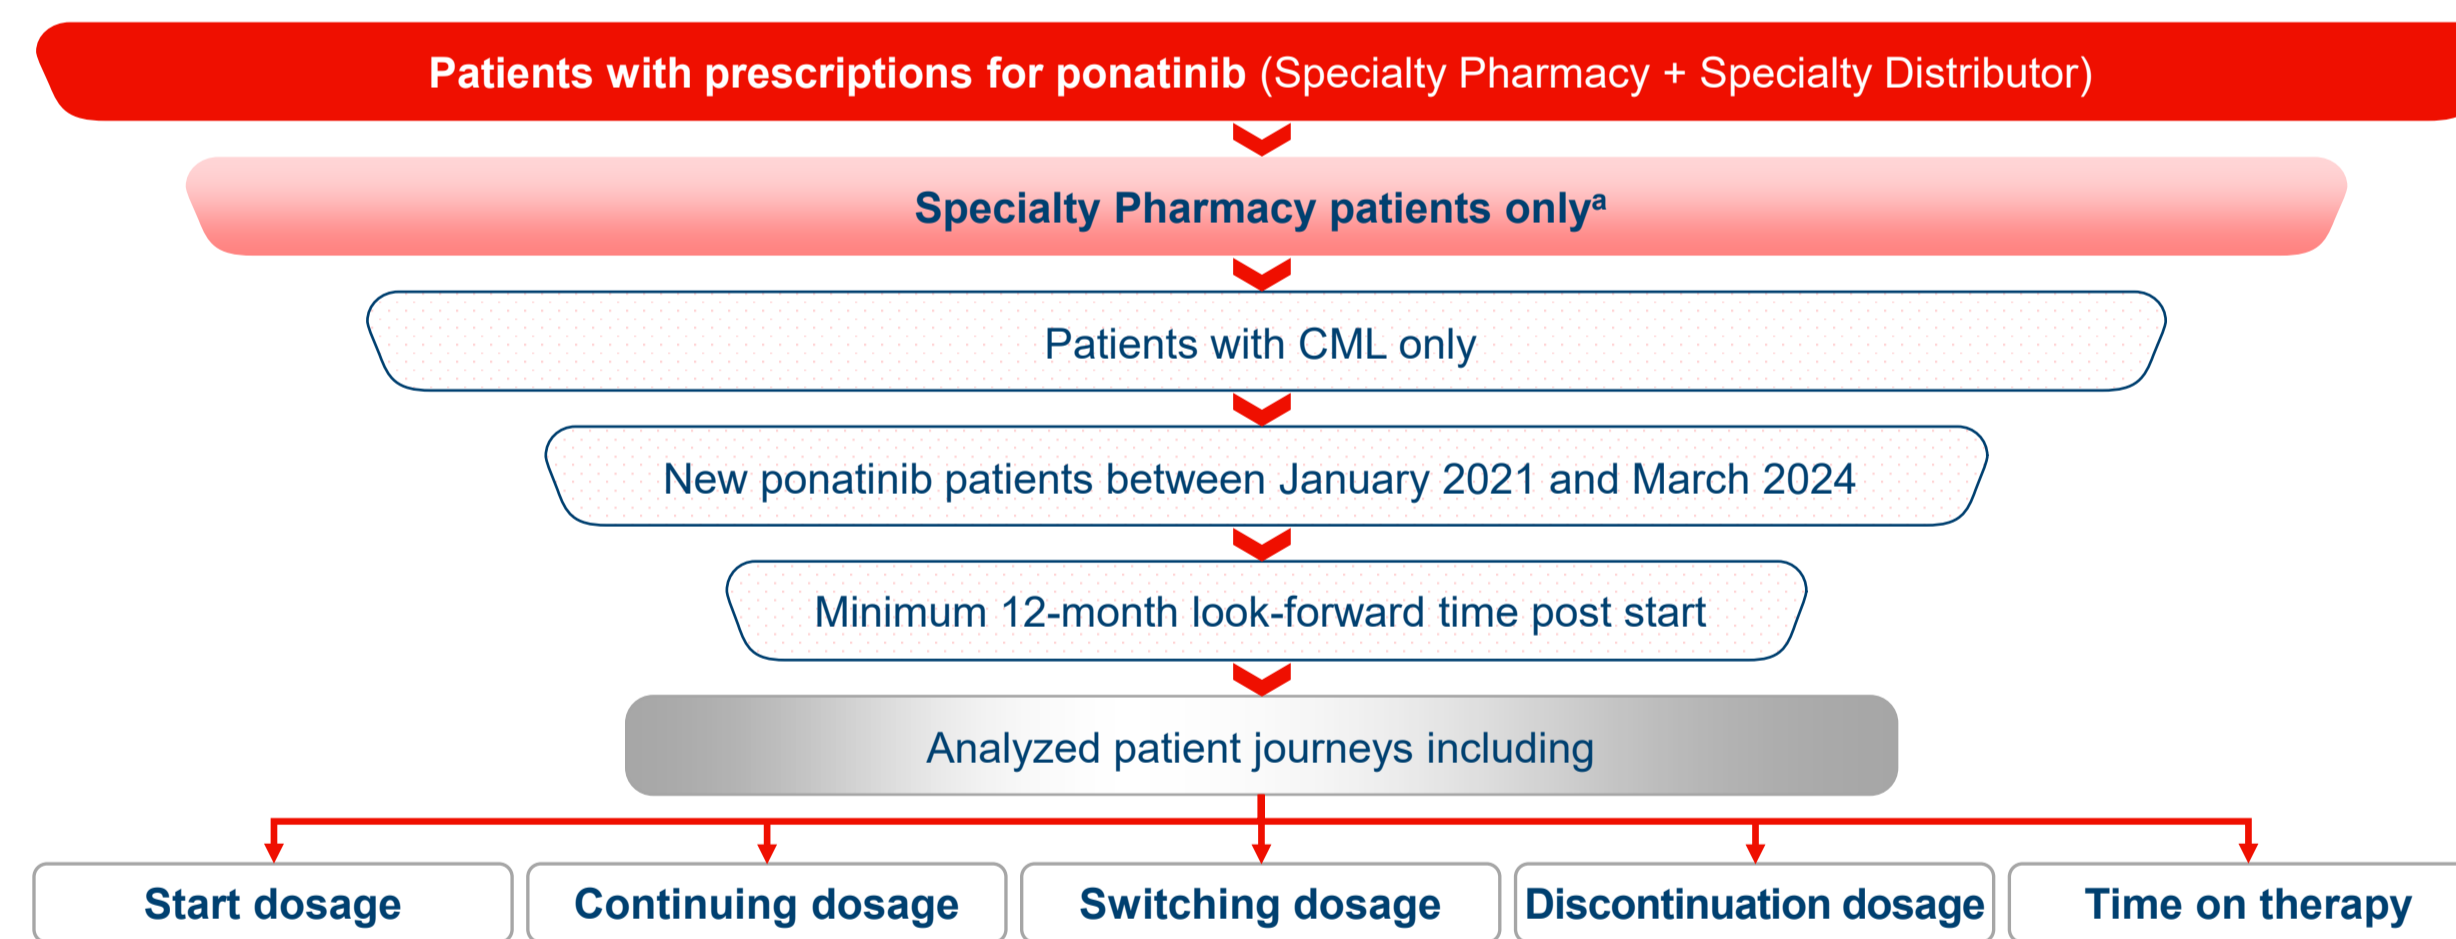 Patients with prescriptions for ponatinib (Specialty Pharmacy + Specialty Distributor)
Specialty Pharmacy patients onlyᵃ
Patients with CML only
New ponatinib patients between January 2021 and March 2024
Minimum 12-month look-forward time post start
Analyzed patient journeys including
Start dosage
Continuing dosage
Switching dosage
Discontinuation dosage
Time on therapy